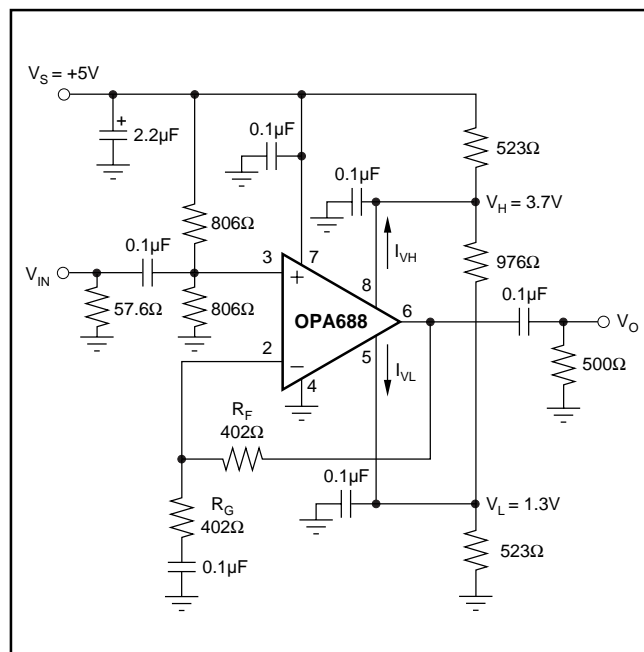 V_S = +5V
+
2.2µF
0.1µF
523Ω
0.1µF
V_H = 3.7V
806Ω
I_VH
976Ω
0.1µF
7
V_IN
3
+
8
57.6Ω
806Ω
OPA688
6
0.1µF
V_O
2
−
5
I_VL
500Ω
4
R_F
402Ω
0.1µF
R_G
402Ω
V_L = 1.3V
0.1µF
523Ω